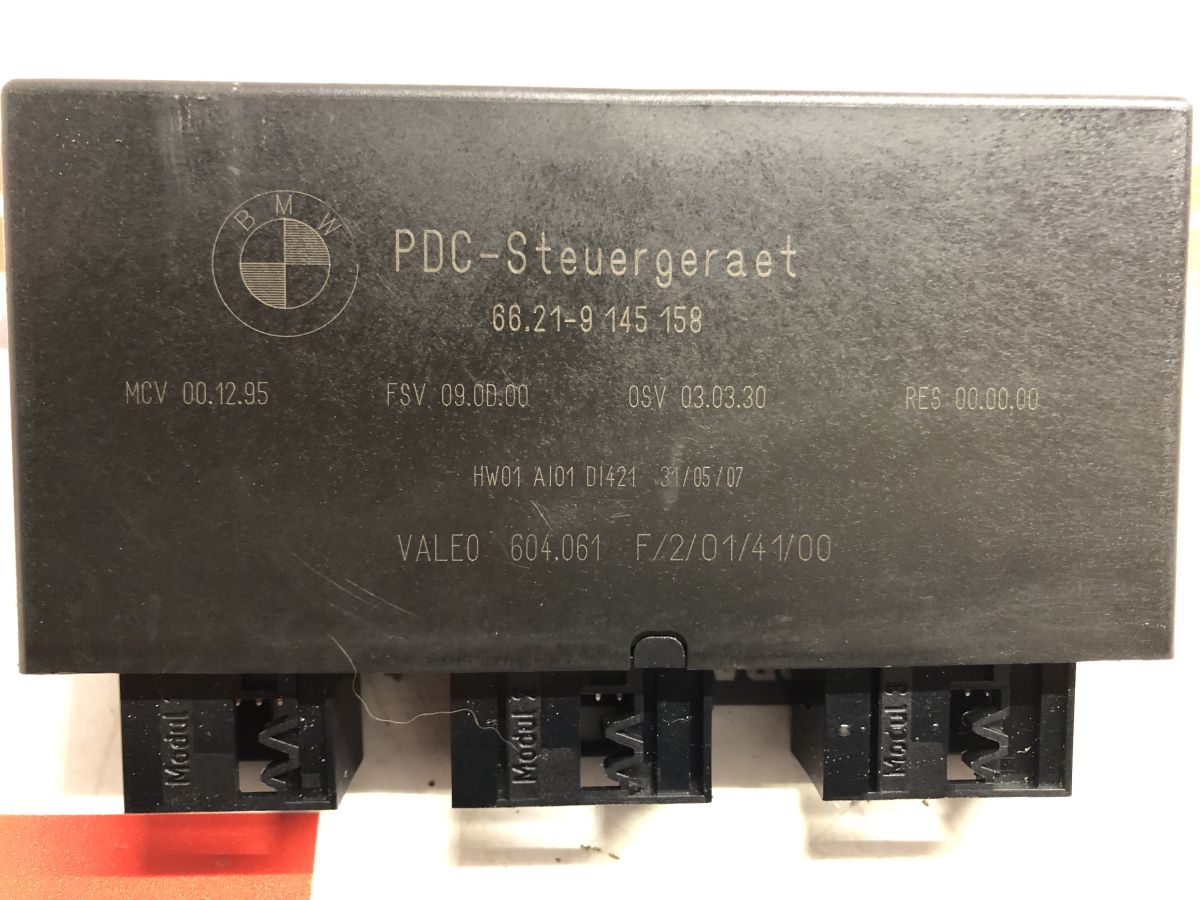 BMW
PDC-Steuergeraet
66.21-9 145 158
MCV 00.12.95 FSV 09.0D.00 OSV 03.03.30 RES 00.00.00
HW01 AI01 DI421 31/05/07
VALEO 604.061 F/2/01/41/00
Modul Modul 2 Modul 3